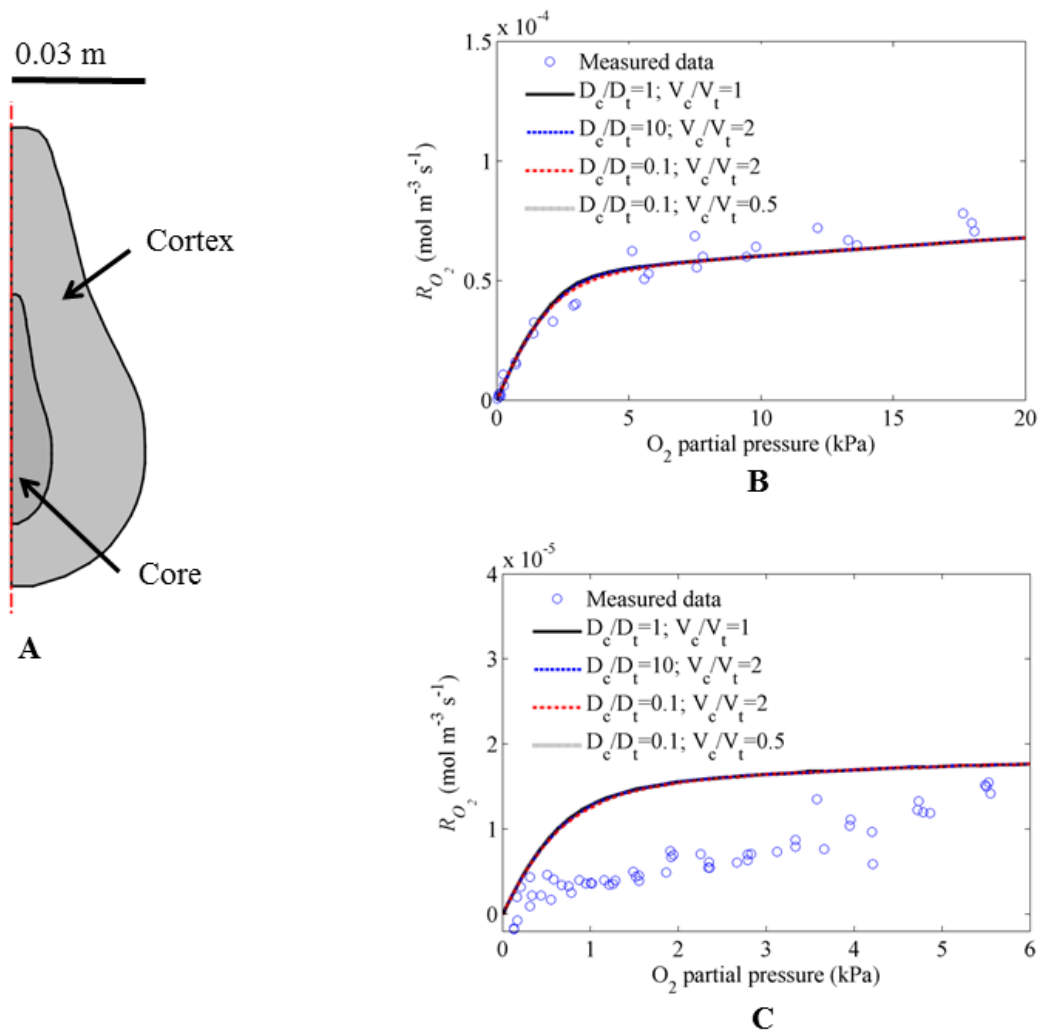 0.03 m
Cortex
Core
A
x 10⁻⁴
1.5
1
0.5
0
R_O₂ (mol m⁻³ s⁻¹)
Measured data
D_c/D_t=1; V_c/V_t=1
D_c/D_t=10; V_c/V_t=2
D_c/D_t=0.1; V_c/V_t=2
D_c/D_t=0.1; V_c/V_t=0.5
0 5 10 15 20
O₂ partial pressure (kPa)
B
x 10⁻⁵
4
3
2
1
0
R_O₂ (mol m⁻³ s⁻¹)
Measured data
D_c/D_t=1; V_c/V_t=1
D_c/D_t=10; V_c/V_t=2
D_c/D_t=0.1; V_c/V_t=2
D_c/D_t=0.1; V_c/V_t=0.5
0 1 2 3 4 5 6
O₂ partial pressure (kPa)
C